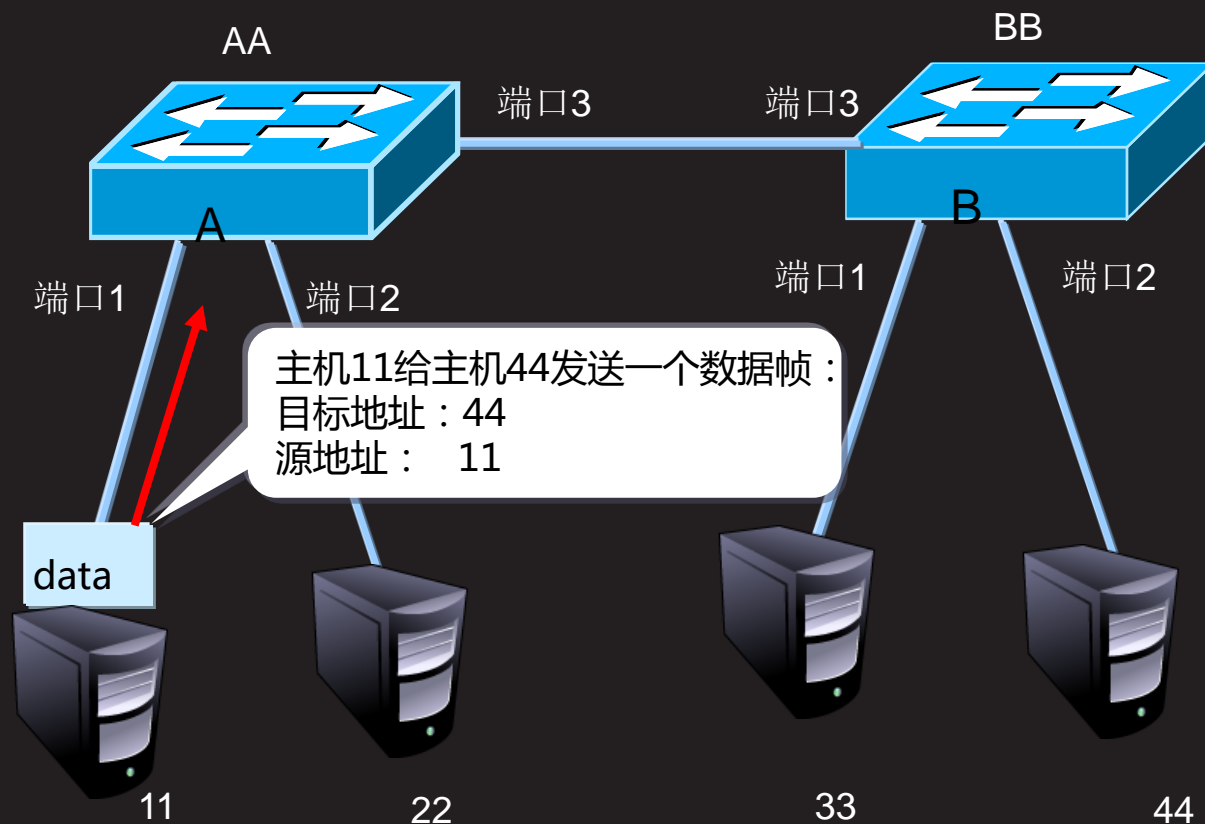 AA
BB
端口3
端口3
A
B
端口1
端口2
端口1
端口2
主机11给主机44发送一个数据帧：
目标地址：44
源地址： 11
data
11
22
33
44